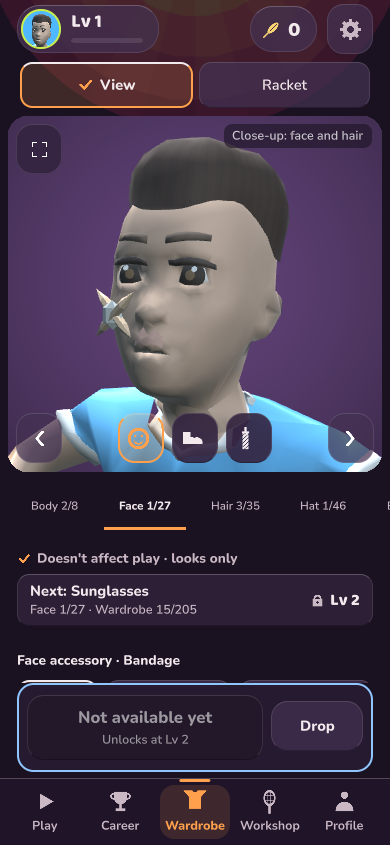 Lv 1
0
View
Racket
Close-up: face and hair
Body 2/8
Face 1/27
Hair 3/35
Hat 1/46
Doesn't affect play · looks only
Next: Sunglasses
Face 1/27 · Wardrobe 15/205
Lv 2
Face accessory · Bandage
Not available yet
Unlocks at Lv 2
Drop
Play
Career
Wardrobe
Workshop
Profile